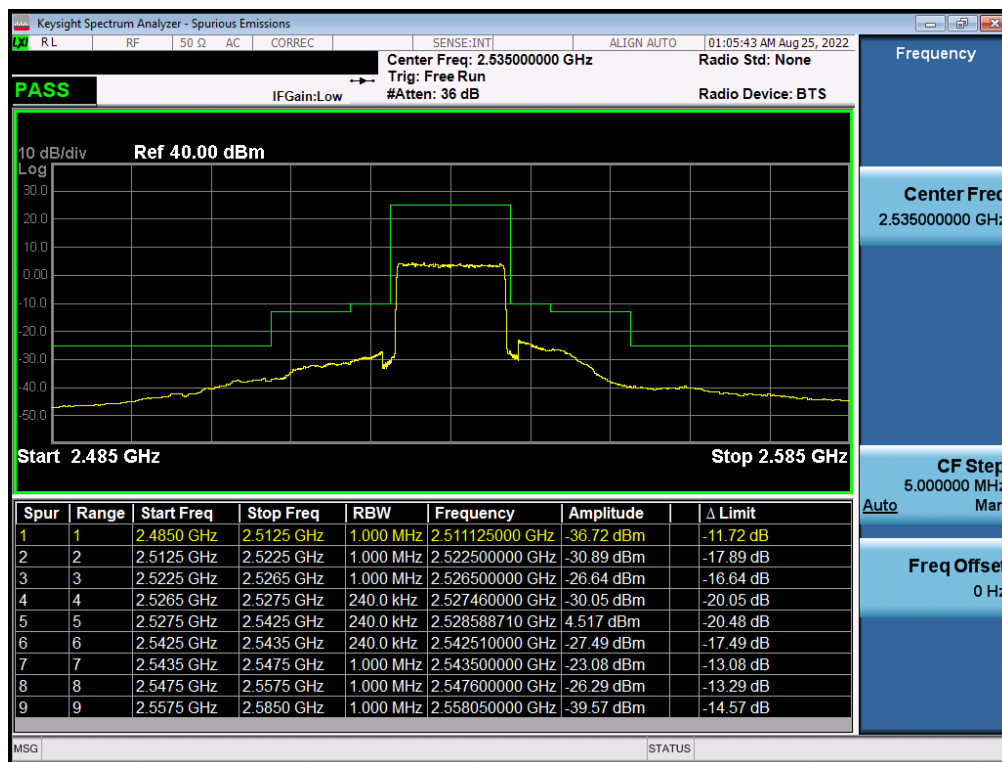 Keysight Spectrum Analyzer - Spurious Emissions
LXI RL RF 50 Ω AC CORREC SENSE:INT ALIGN AUTO 01:05:43 AM Aug 25, 2022
Center Freq: 2.535000000 GHz Radio Std: None
Trig: Free Run
PASS IFGain:Low #Atten: 36 dB Radio Device: BTS
10 dB/div Ref 40.00 dBm
Log
30.0
20.0
10.0
0.00
-10.0
-20.0
-30.0
-40.0
-50.0
Start 2.485 GHz Stop 2.585 GHz
Spur Range Start Freq Stop Freq RBW Frequency Amplitude Δ Limit
1 1 2.4850 GHz 2.5125 GHz 1.000 MHz 2.511125000 GHz -36.72 dBm -11.72 dB
2 2 2.5125 GHz 2.5225 GHz 1.000 MHz 2.522500000 GHz -30.89 dBm -17.89 dB
3 3 2.5225 GHz 2.5265 GHz 1.000 MHz 2.526500000 GHz -26.64 dBm -16.64 dB
4 4 2.5265 GHz 2.5275 GHz 240.0 kHz 2.527460000 GHz -30.05 dBm -20.05 dB
5 5 2.5275 GHz 2.5425 GHz 240.0 kHz 2.528588710 GHz 4.517 dBm -20.48 dB
6 6 2.5425 GHz 2.5435 GHz 240.0 kHz 2.542510000 GHz -27.49 dBm -17.49 dB
7 7 2.5435 GHz 2.5475 GHz 1.000 MHz 2.543500000 GHz -23.08 dBm -13.08 dB
8 8 2.5475 GHz 2.5575 GHz 1.000 MHz 2.547600000 GHz -26.29 dBm -13.29 dB
9 9 2.5575 GHz 2.5850 GHz 1.000 MHz 2.558050000 GHz -39.57 dBm -14.57 dB
MSG STATUS
Frequency
Center Freq
2.535000000 GHz
CF Step
5.000000 MHz
Auto Man
Freq Offset
0 Hz